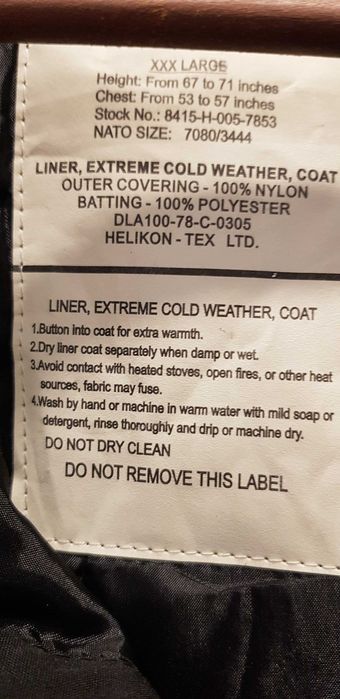 XXX LARGE
Height: From 67 to 71 inches
Chest: From 53 to 57 inches
Stock No.: 8415-H-005-7853
NATO SIZE: 7080/3444
LINER, EXTREME COLD WEATHER, COAT
OUTER COVERING - 100% NYLON
BATTING - 100% POLYESTER
DLA100-78-C-0305
HELIKON - TEX LTD.
LINER, EXTREME COLD WEATHER, COAT
1.Button into coat for extra warmth.
2.Dry liner coat separately when damp or wet.
3.Avoid contact with heated stoves, open fires, or other heat
sources, fabric may fuse.
4.Wash by hand or machine in warm water with mild soap or
detergent, rinse thoroughly and drip or machine dry.
DO NOT DRY CLEAN
DO NOT REMOVE THIS LABEL